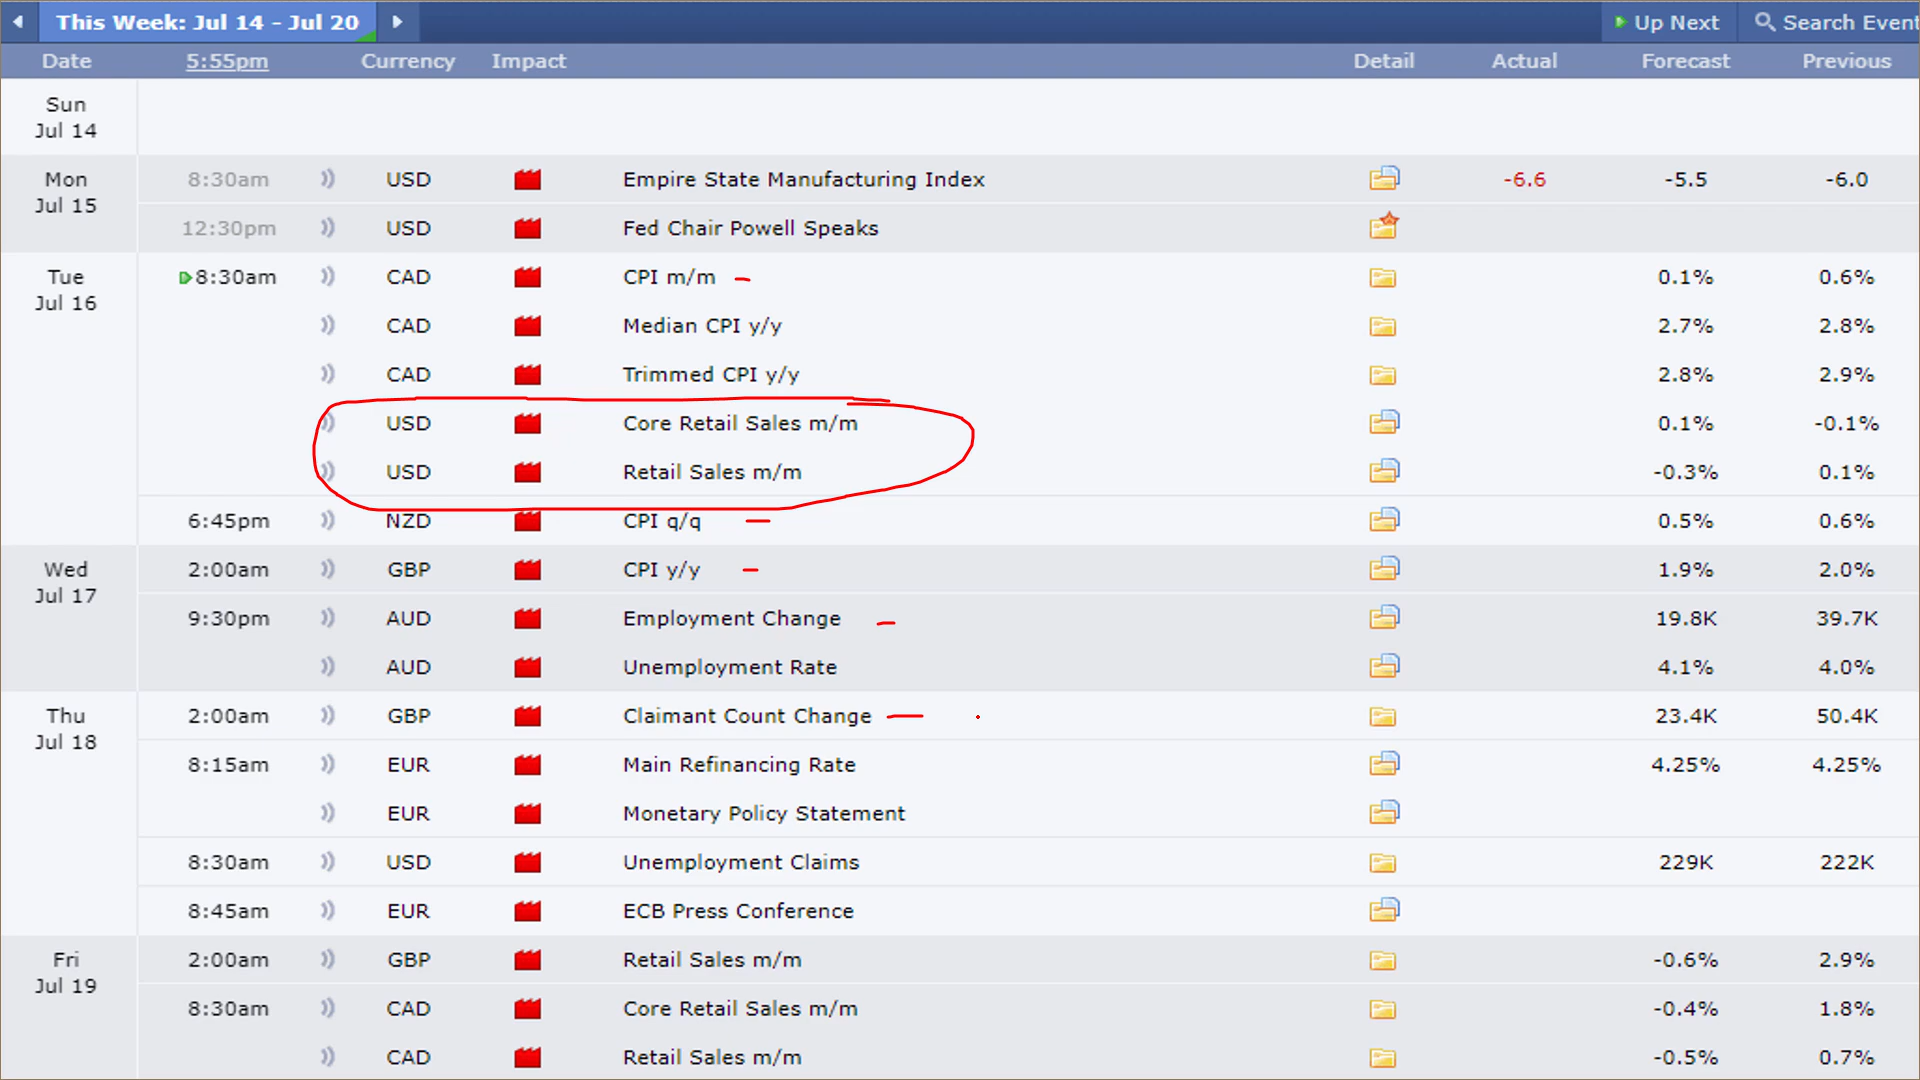 This Week: Jul 14 - Jul 20 Up Next Search Event
Date 5:55pm Currency Impact Detail Actual Forecast Previous
Sun
Jul 14
Mon
Jul 15
8:30am USD Empire State Manufacturing Index -6.6 -5.5 -6.0
12:30pm USD Fed Chair Powell Speaks
Tue
Jul 16
8:30am CAD CPI m/m 0.1% 0.6%
CAD Median CPI y/y 2.7% 2.8%
CAD Trimmed CPI y/y 2.8% 2.9%
USD Core Retail Sales m/m 0.1% -0.1%
USD Retail Sales m/m -0.3% 0.1%
6:45pm NZD CPI q/q 0.5% 0.6%
Wed
Jul 17
2:00am GBP CPI y/y 1.9% 2.0%
9:30pm AUD Employment Change 19.8K 39.7K
AUD Unemployment Rate 4.1% 4.0%
Thu
Jul 18
2:00am GBP Claimant Count Change 23.4K 50.4K
8:15am EUR Main Refinancing Rate 4.25% 4.25%
EUR Monetary Policy Statement
8:30am USD Unemployment Claims 229K 222K
8:45am EUR ECB Press Conference
Fri
Jul 19
2:00am GBP Retail Sales m/m -0.6% 2.9%
8:30am CAD Core Retail Sales m/m -0.4% 1.8%
CAD Retail Sales m/m -0.5% 0.7%